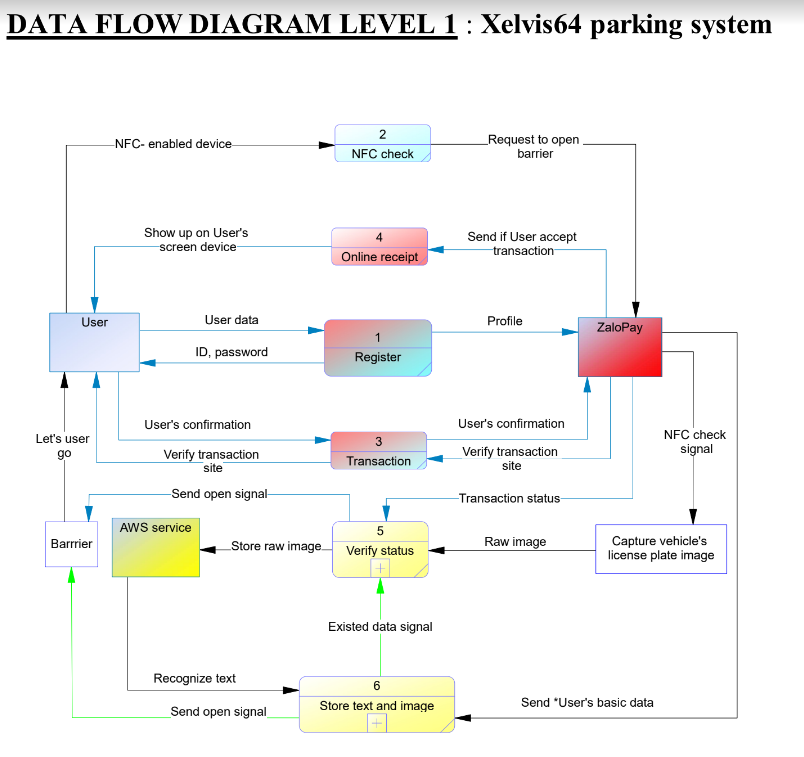 DATA FLOW DIAGRAM LEVEL 1 : Xelvis64 parking system
2
NFC- enabled device
NFC check
Request to open
barrier
Show up on User's
screen device
4
Online receipt
Send if User accept
transaction
User
User data
ID, password
1
Register
Profile
ZaloPay
User's confirmation
Verify transaction
site
3
Transaction
User's confirmation
Verify transaction
site
Let's user
go
NFC check
signal
Send open signal
Transaction status
Barrrier
AWS service
Store raw image
5
Verify status
Raw image
Capture vehicle's
license plate image
Existed data signal
Recognize text
Send open signal
6
Store text and image
Send *User's basic data